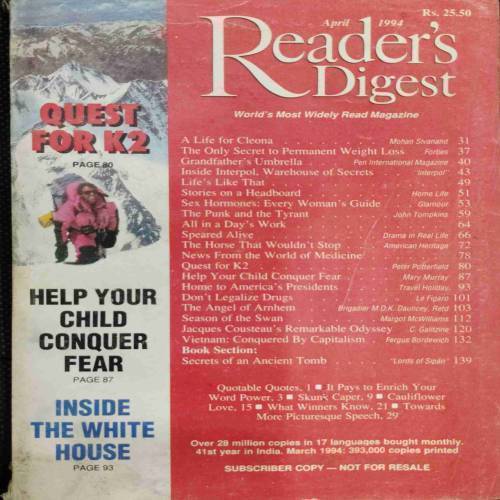 Rs. 25.50
April 1994
Reader's
Digest
World's Most Widely Read Magazine
QUEST
FOR K2
PAGE 80
HELP YOUR
CHILD
CONQUER
FEAR
PAGE 87
INSIDE
THE WHITE
HOUSE
PAGE 93
A Life for Cleona . . . Mohan Sivanand 31
The Only Secret to Permanent Weight Loss . . Forbes 37
Grandfather's Umbrella . . Pen International Magazine 40
Inside Interpol, Warehouse of Secrets . . "Interpol" 43
Life's Like That . . . 49
Stories on a Headboard . . . Home Life 51
Sex Hormones: Every Woman's Guide . . Glamour 53
The Punk and the Tyrant . . . John Tompkins 59
All in a Day's Work . . . 64
Speared Alive . . . Drama in Real Life 66
The Horse That Wouldn't Stop . . American Heritage 72
News From the World of Medicine . . . 78
Quest for K2 . . . Peter Potterfield 80
Help Your Child Conquer Fear . . . Mary Murray 87
Home to America's Presidents . . . Travel Holiday 93
Don't Legalize Drugs . . . Le Figaro 101
The Angel of Arnhem . . Brigadier M.D.K. Dauncey, Retd 103
Season of the Swan . . . Margot McWilliams 112
Jacques Cousteau's Remarkable Odyssey . . C. Gallizine 120
Vietnam: Conquered By Capitalism . . Fergus Bordewich 132
Book Section:
Secrets of an Ancient Tomb . . . "Lords of Sipán" 139
Quotable Quotes, 1 ■ It Pays to Enrich Your
Word Power, 3 ■ Skunk Caper, 9 ■ Cauliflower
Love, 15 ■ What Winners Know, 21 ■ Towards
More Picturesque Speech, 29
Over 28 million copies in 17 languages bought monthly.
41st year in India. March 1994: 393,000 copies printed
SUBSCRIBER COPY — NOT FOR RESALE